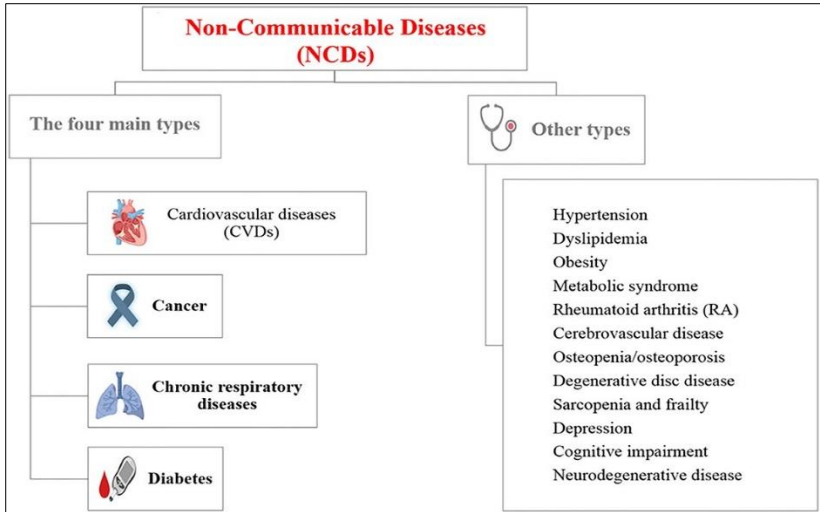 Non-Communicable Diseases
(NCDs)
The four main types
Cardiovascular diseases
(CVDs)
Cancer
Chronic respiratory
diseases
Diabetes
Other types
Hypertension
Dyslipidemia
Obesity
Metabolic syndrome
Rheumatoid arthritis (RA)
Cerebrovascular disease
Osteopenia/osteoporosis
Degenerative disc disease
Sarcopenia and frailty
Depression
Cognitive impairment
Neurodegenerative disease